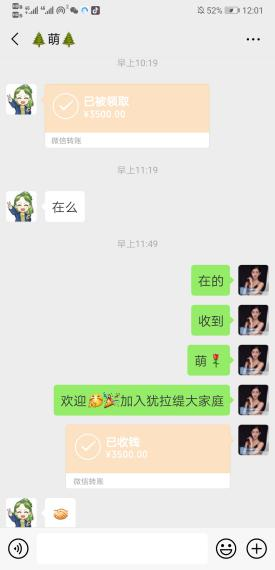 52% 12:01
🌲萌🌲
早上10:19
已被领取
¥3500.00
微信转账
早上11:19
在么
早上11:49
在的
收到
萌🌹
欢迎🥳🎉加入犹拉缇大家庭
已收钱
¥3500.00
微信转账
🤝